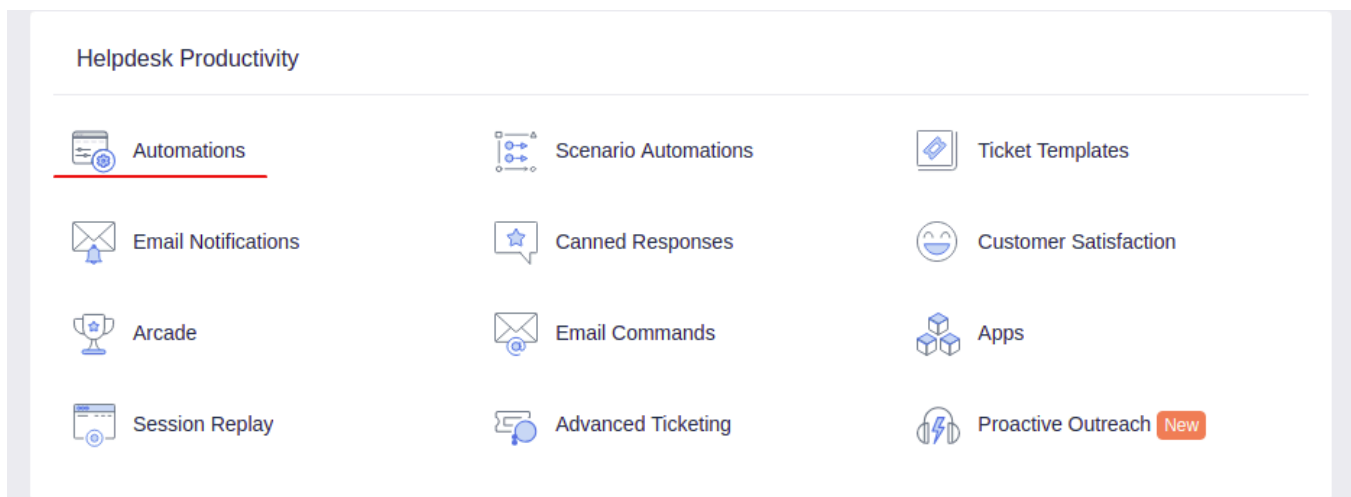 Helpdesk Productivity
Automations
Scenario Automations
Ticket Templates
Email Notifications
Canned Responses
Customer Satisfaction
Arcade
Email Commands
Apps
Session Replay
Advanced Ticketing
Proactive Outreach New